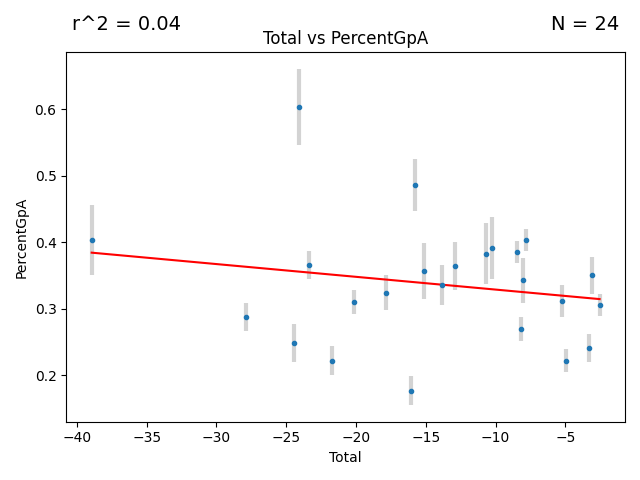 r^2 = 0.04
N = 24
Total vs PercentGpA
PercentGpA
0.6
0.5
0.4
0.3
0.2
−40
−35
−30
−25
−20
−15
−10
−5
Total